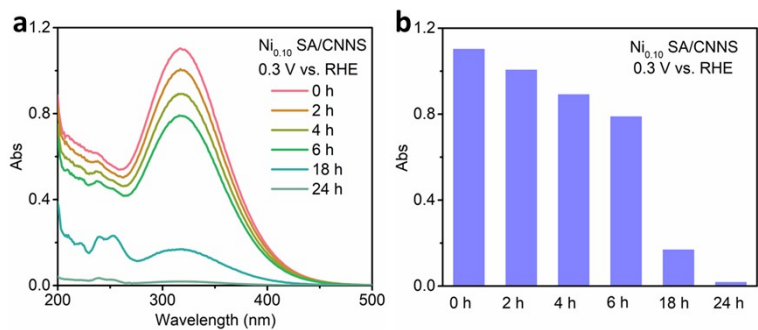 a
1.2
0.8
0.4
0.0
Abs
Ni0.10 SA/CNNS
0.3 V vs. RHE
0 h
2 h
4 h
6 h
18 h
24 h
200 300 400 500
Wavelength (nm)
b
1.2
0.8
0.4
0.0
Abs
Ni0.10 SA/CNNS
0.3 V vs. RHE
0 h 2 h 4 h 6 h 18 h 24 h